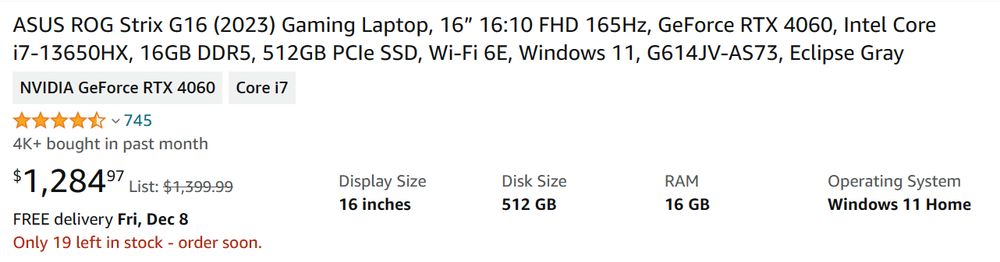 ASUS ROG Strix G16 (2023) Gaming Laptop, 16” 16:10 FHD 165Hz, GeForce RTX 4060, Intel Core
i7-13650HX, 16GB DDR5, 512GB PCIe SSD, Wi-Fi 6E, Windows 11, G614JV-AS73, Eclipse Gray
NVIDIA GeForce RTX 4060 Core i7
745
4K+ bought in past month
$1,284.97 List: $1,399.99
FREE delivery Fri, Dec 8
Only 19 left in stock - order soon.
Display Size Disk Size RAM Operating System
16 inches 512 GB 16 GB Windows 11 Home